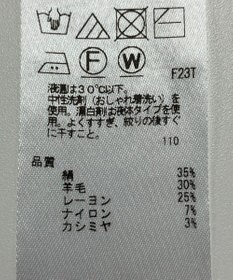 F
W
F23T
液温は30℃以下。
中性洗剤(おしゃれ着洗い)を
使用。漂白剤は液体タイプを使
用。よくすすぎ、絞りの後すぐ
に干すこと。
110
品質
絹 35%
羊毛 30%
レーヨン 25%
ナイロン 7%
カシミヤ 3%